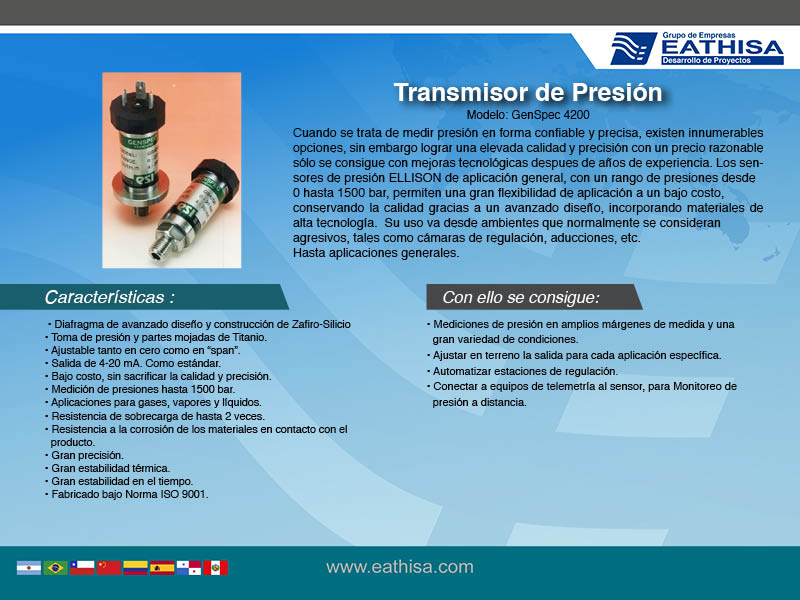 Grupo de Empresas
EATHISA
Desarrollo de Proyectos
Transmisor de Presión
Modelo: GenSpec 4200
Cuando se trata de medir presión en forma confiable y precisa, existen innumerables
opciones, sin embargo lograr una elevada calidad y precisión con un precio razonable
sólo se consigue con mejoras tecnológicas despues de años de experiencia. Los sen-
sores de presión ELLISON de aplicación general, con un rango de presiones desde
0 hasta 1500 bar, permiten una gran flexibilidad de aplicación a un bajo costo,
conservando la calidad gracias a un avanzado diseño, incorporando materiales de
alta tecnología. Su uso va desde ambientes que normalmente se consideran
agresivos, tales como cámaras de regulación, aducciones, etc.
Hasta aplicaciones generales.
GENSPEC
Características :
• Diafragma de avanzado diseño y construcción de Zafiro-Silicio
• Toma de presión y partes mojadas de Titanio.
• Ajustable tanto en cero como en “span”.
• Salida de 4-20 mA. Como estándar.
• Bajo costo, sin sacrificar la calidad y precisión.
• Medición de presiones hasta 1500 bar.
• Aplicaciones para gases, vapores y líquidos.
• Resistencia de sobrecarga de hasta 2 veces.
• Resistencia a la corrosión de los materiales en contacto con el
producto.
• Gran precisión.
• Gran estabilidad térmica.
• Gran estabilidad en el tiempo.
• Fabricado bajo Norma ISO 9001.
Con ello se consigue:
• Mediciones de presión en amplios márgenes de medida y una
gran variedad de condiciones.
• Ajustar en terreno la salida para cada aplicación específica.
• Automatizar estaciones de regulación.
• Conectar a equipos de telemetría al sensor, para Monitoreo de
presión a distancia.
www.eathisa.com